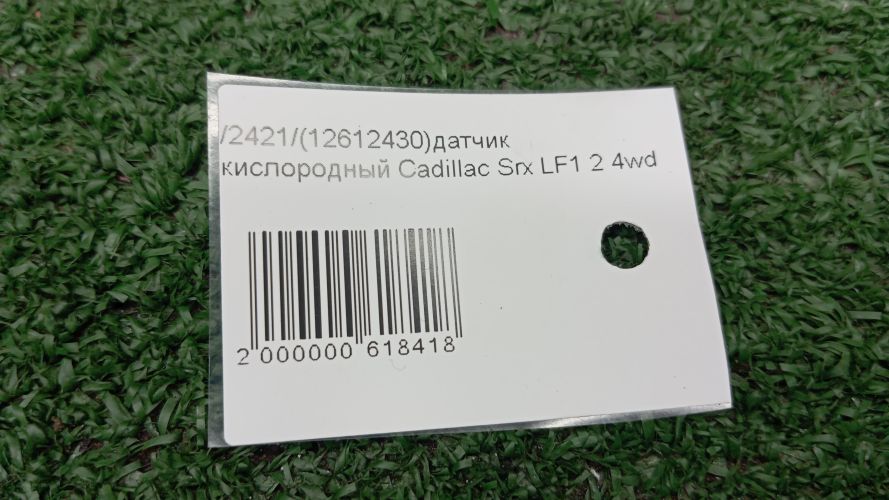 /2421/(12612430)датчик
кислородный Cadillac Srx LF1 2 4wd
2 000000 618418